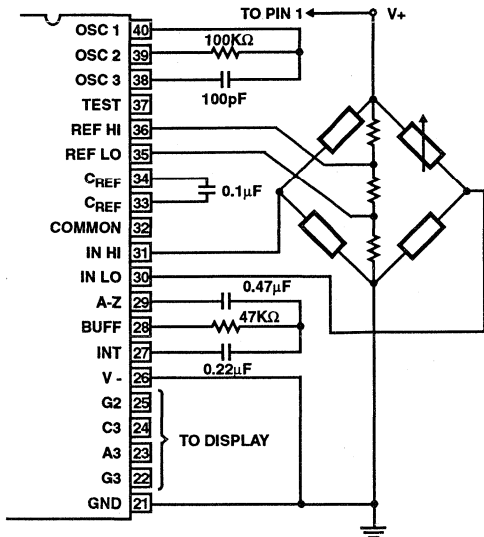 TO PIN 1 V+
OSC 1 40
100KΩ
OSC 2 39
OSC 3 38
100pF
TEST 37
REF HI 36
REF LO 35
CREF 34
0.1µF
CREF 33
COMMON 32
IN HI 31
IN LO 30
0.47µF
A-Z 29
47KΩ
BUFF 28
INT 27
0.22µF
V - 26
G2 25
C3 24
TO DISPLAY
A3 23
G3 22
GND 21